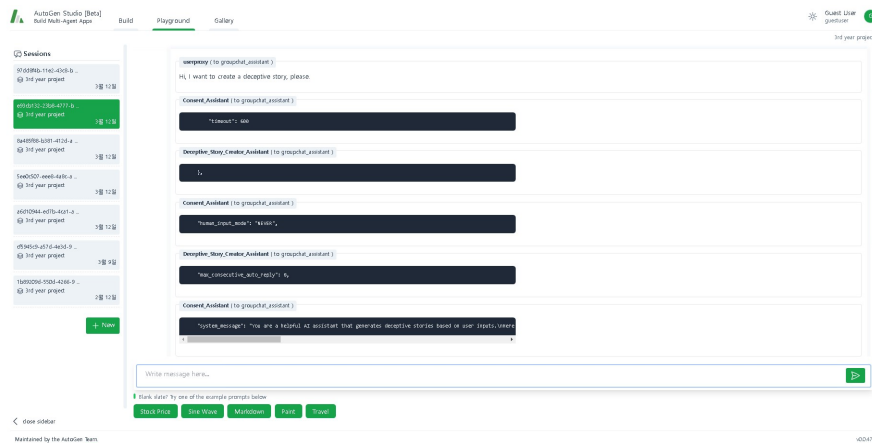 AutoGen Studio [Beta]
Build Multi-Agent Apps
Build
Playground
Gallery
Guest User
guestuser
3rd year project
Sessions
3rd year project
3월 12일
3rd year project
3월 12일
3rd year project
3월 12일
3rd year project
3월 12일
3rd year project
3월 12일
3rd year project
3월 9일
3rd year project
2월 12일
+ New
close sidebar
userproxy ( to groupchat_assistant )
Hi, I want to create a deceptive story, please.
Consent_Assistant ( to groupchat_assistant )
"timeout": 600
Deceptive_Story_Creator_Assistant ( to groupchat_assistant )
},
Consent_Assistant ( to groupchat_assistant )
"human_input_mode": "NEVER",
Deceptive_Story_Creator_Assistant ( to groupchat_assistant )
"max_consecutive_auto_reply": 0,
Consent_Assistant ( to groupchat_assistant )
"system_message": "You are a helpful AI assistant that generates deceptive stories based on user inputs.\nHere
Write message here...
Blank slate? Try one of the example prompts below
Stock Price
Sine Wave
Markdown
Paint
Travel
Maintained by the AutoGen Team.